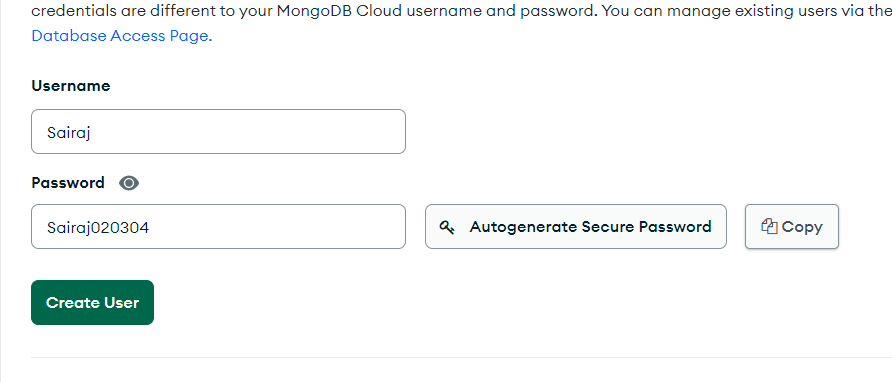 credentials are different to your MongoDB Cloud username and password. You can manage existing users via the
Database Access Page.
Username
Sairaj
Password
Sairaj020304
Autogenerate Secure Password
Copy
Create User